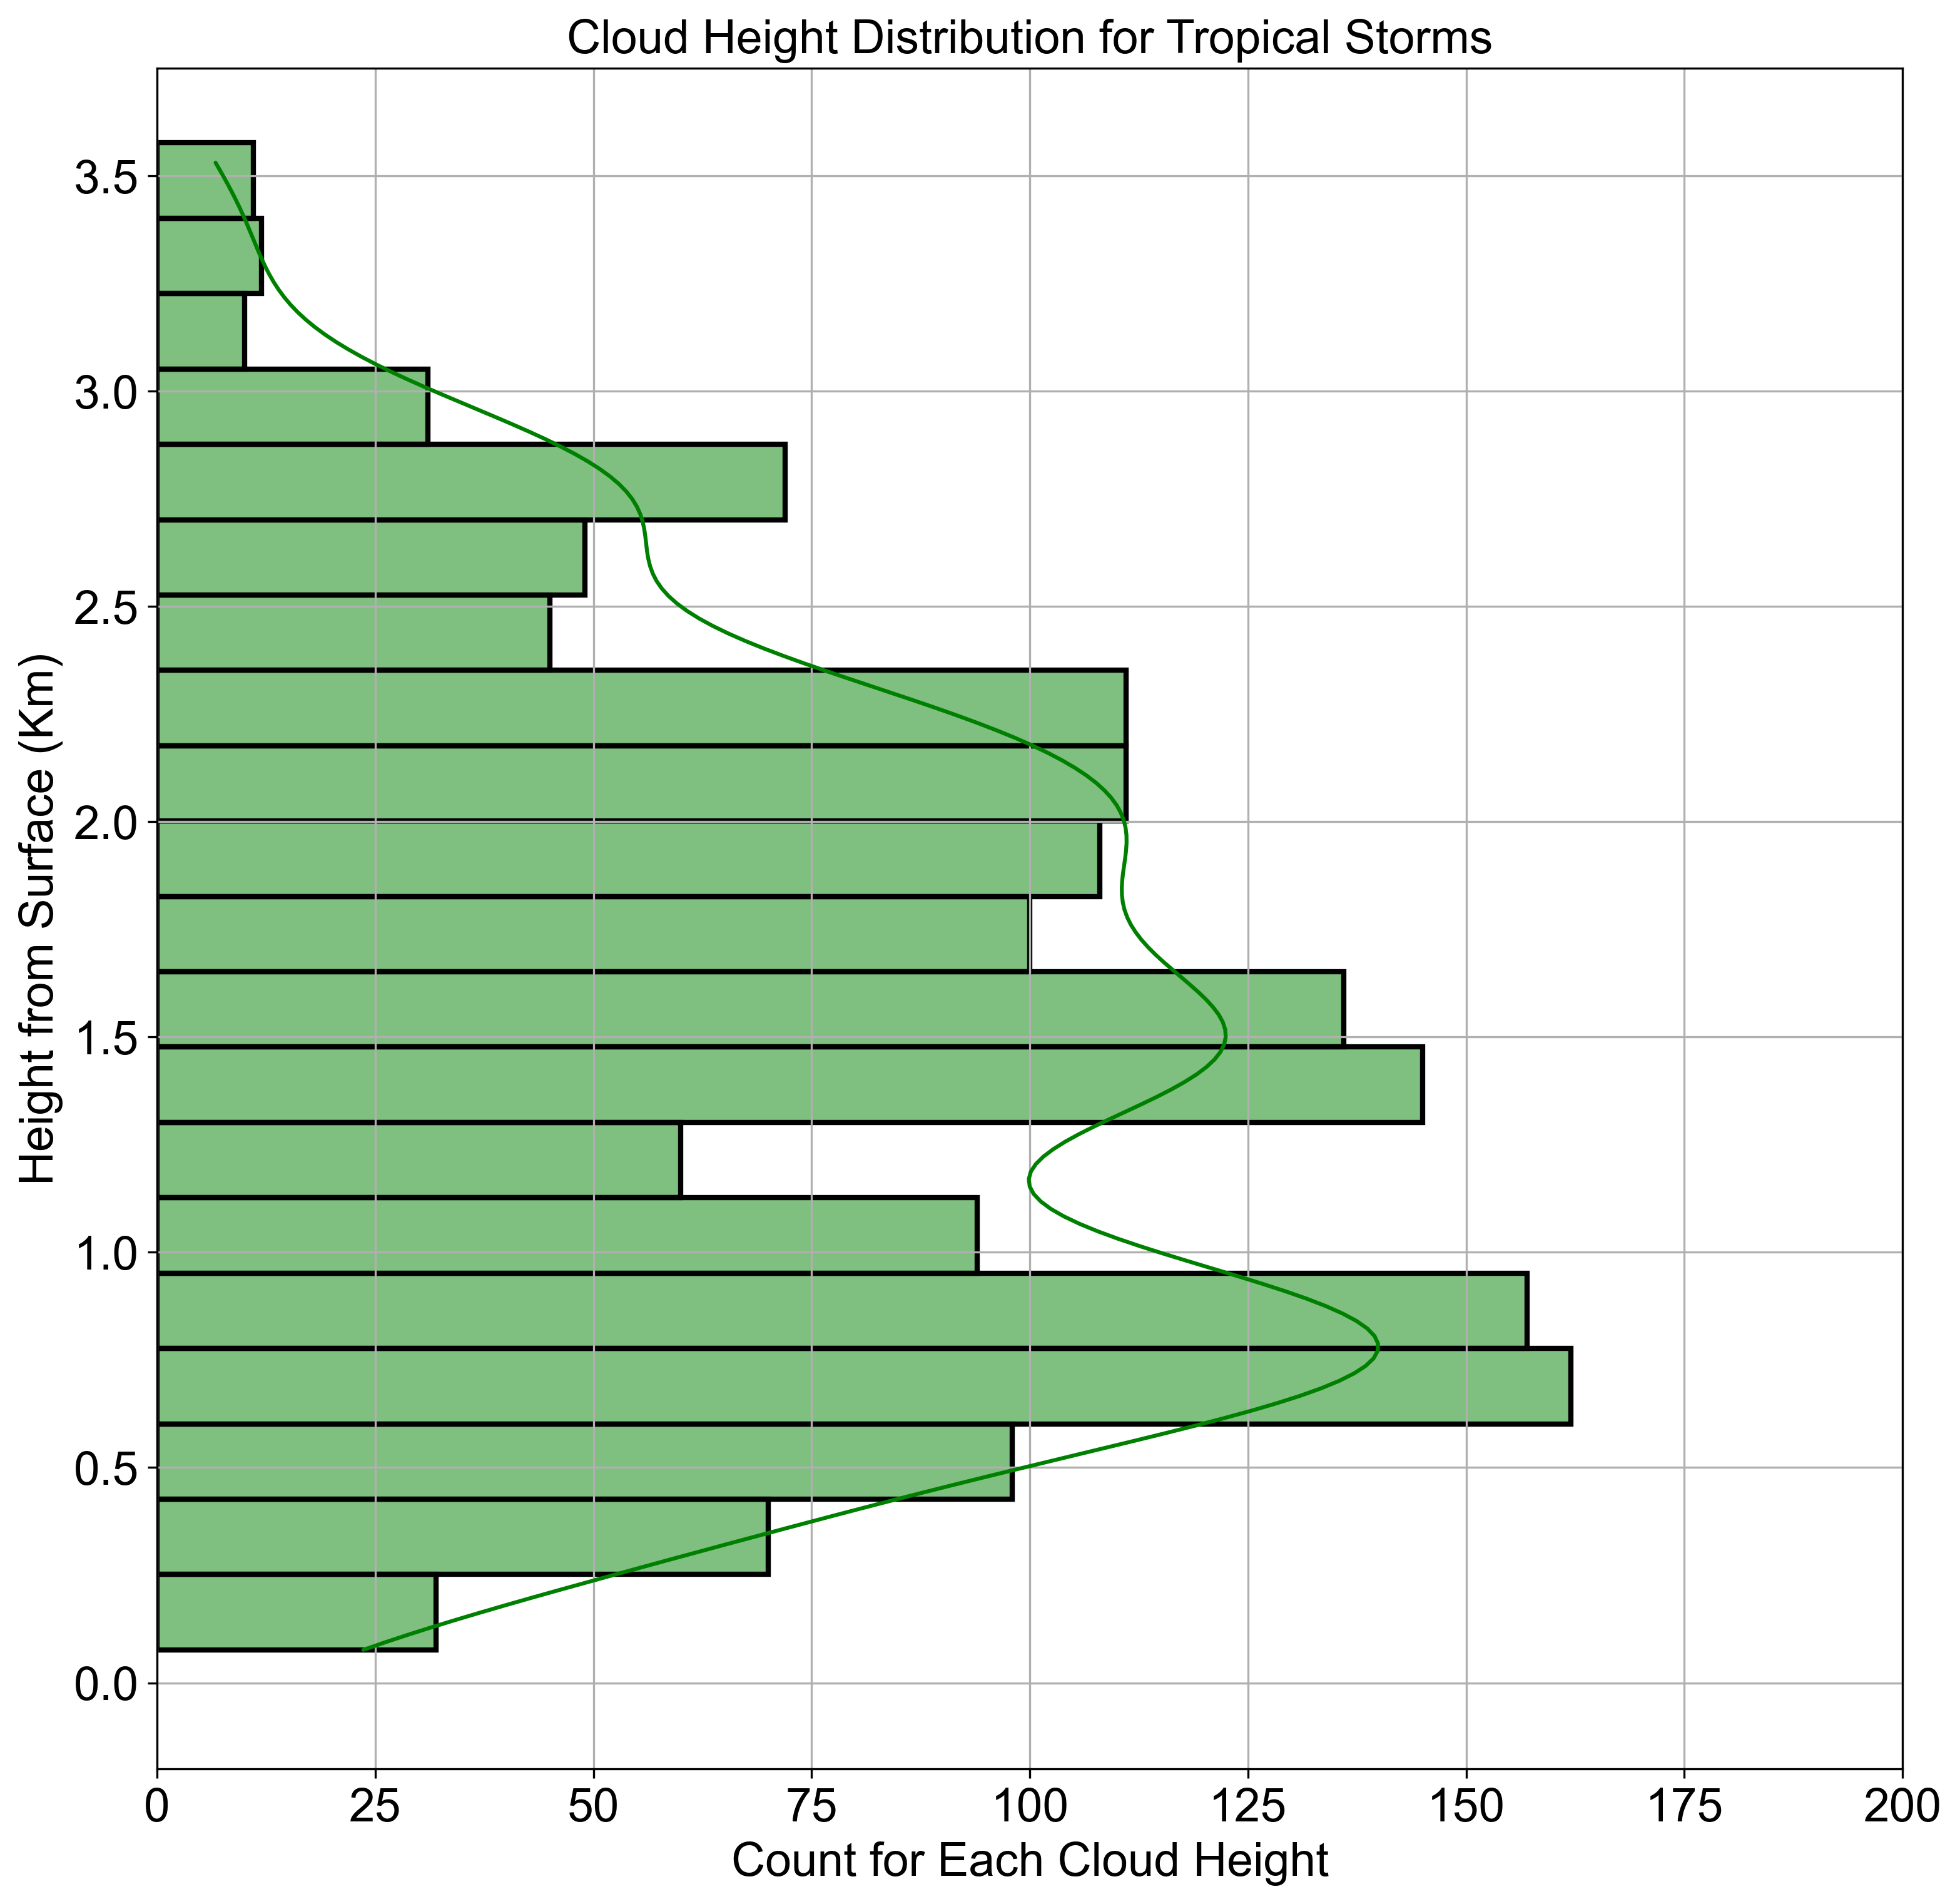 Cloud Height Distribution for Tropical Storms
Height from Surface (Km)
3.5
3.0
2.5
2.0
1.5
1.0
0.5
0.0
0 25 50 75 100 125 150 175 200
Count for Each Cloud Height